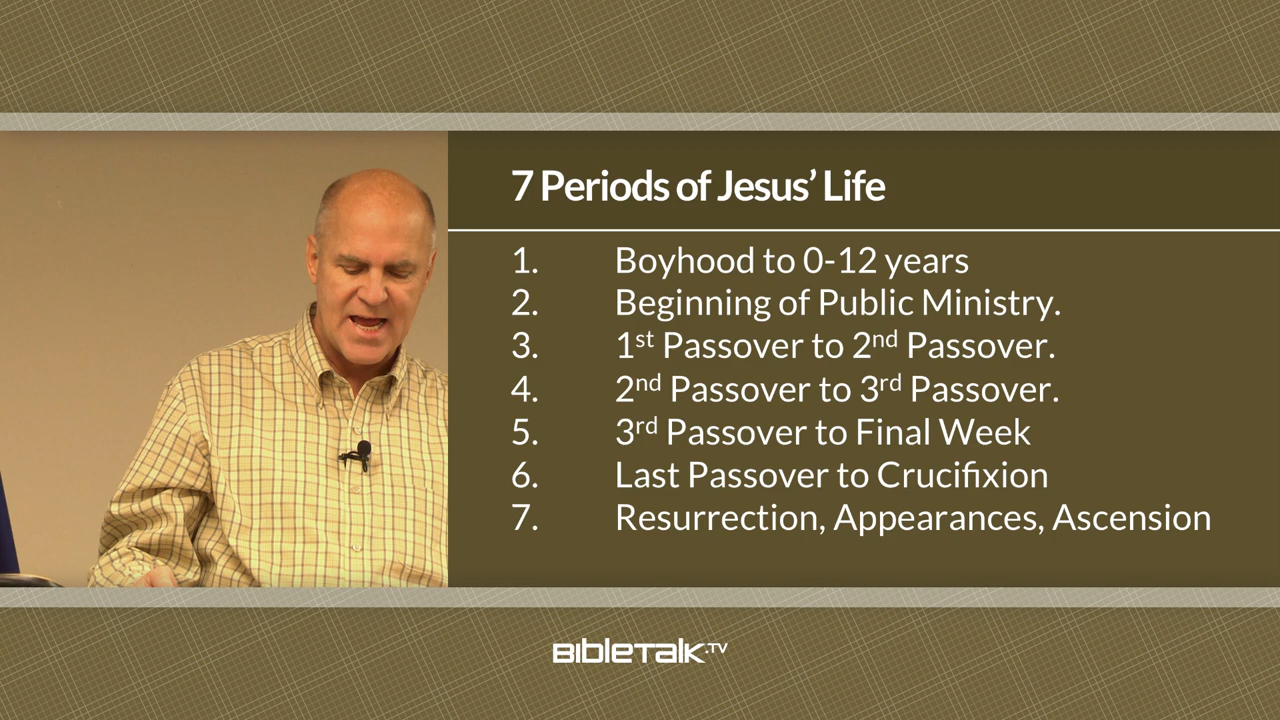 7 Periods of Jesus’ Life
1. Boyhood to 0-12 years
2. Beginning of Public Ministry.
3. 1st Passover to 2nd Passover.
4. 2nd Passover to 3rd Passover.
5. 3rd Passover to Final Week
6. Last Passover to Crucifixion
7. Resurrection, Appearances, Ascension
BIBLETALK.TV